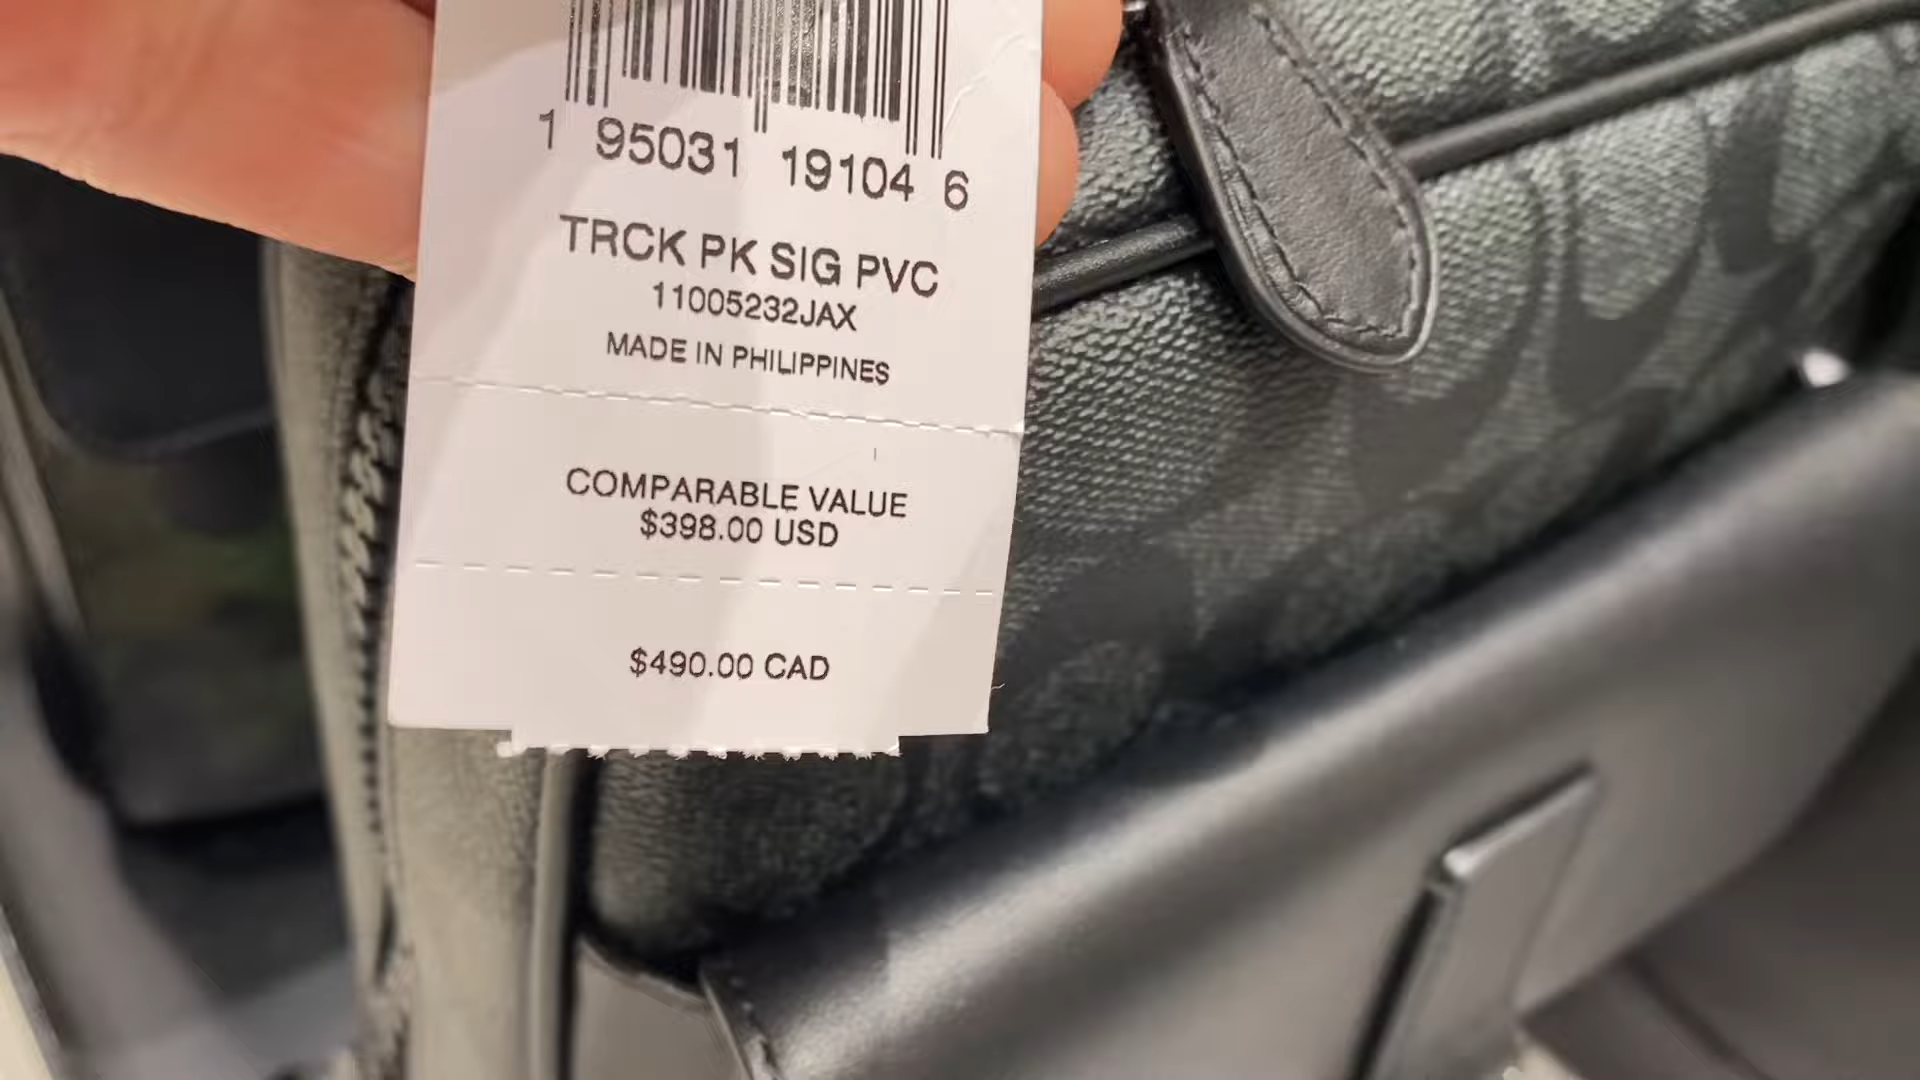 1 95031 19104 6
TRCK PK SIG PVC
11005232JAX
MADE IN PHILIPPINES
COMPARABLE VALUE
$398.00 USD
$490.00 CAD